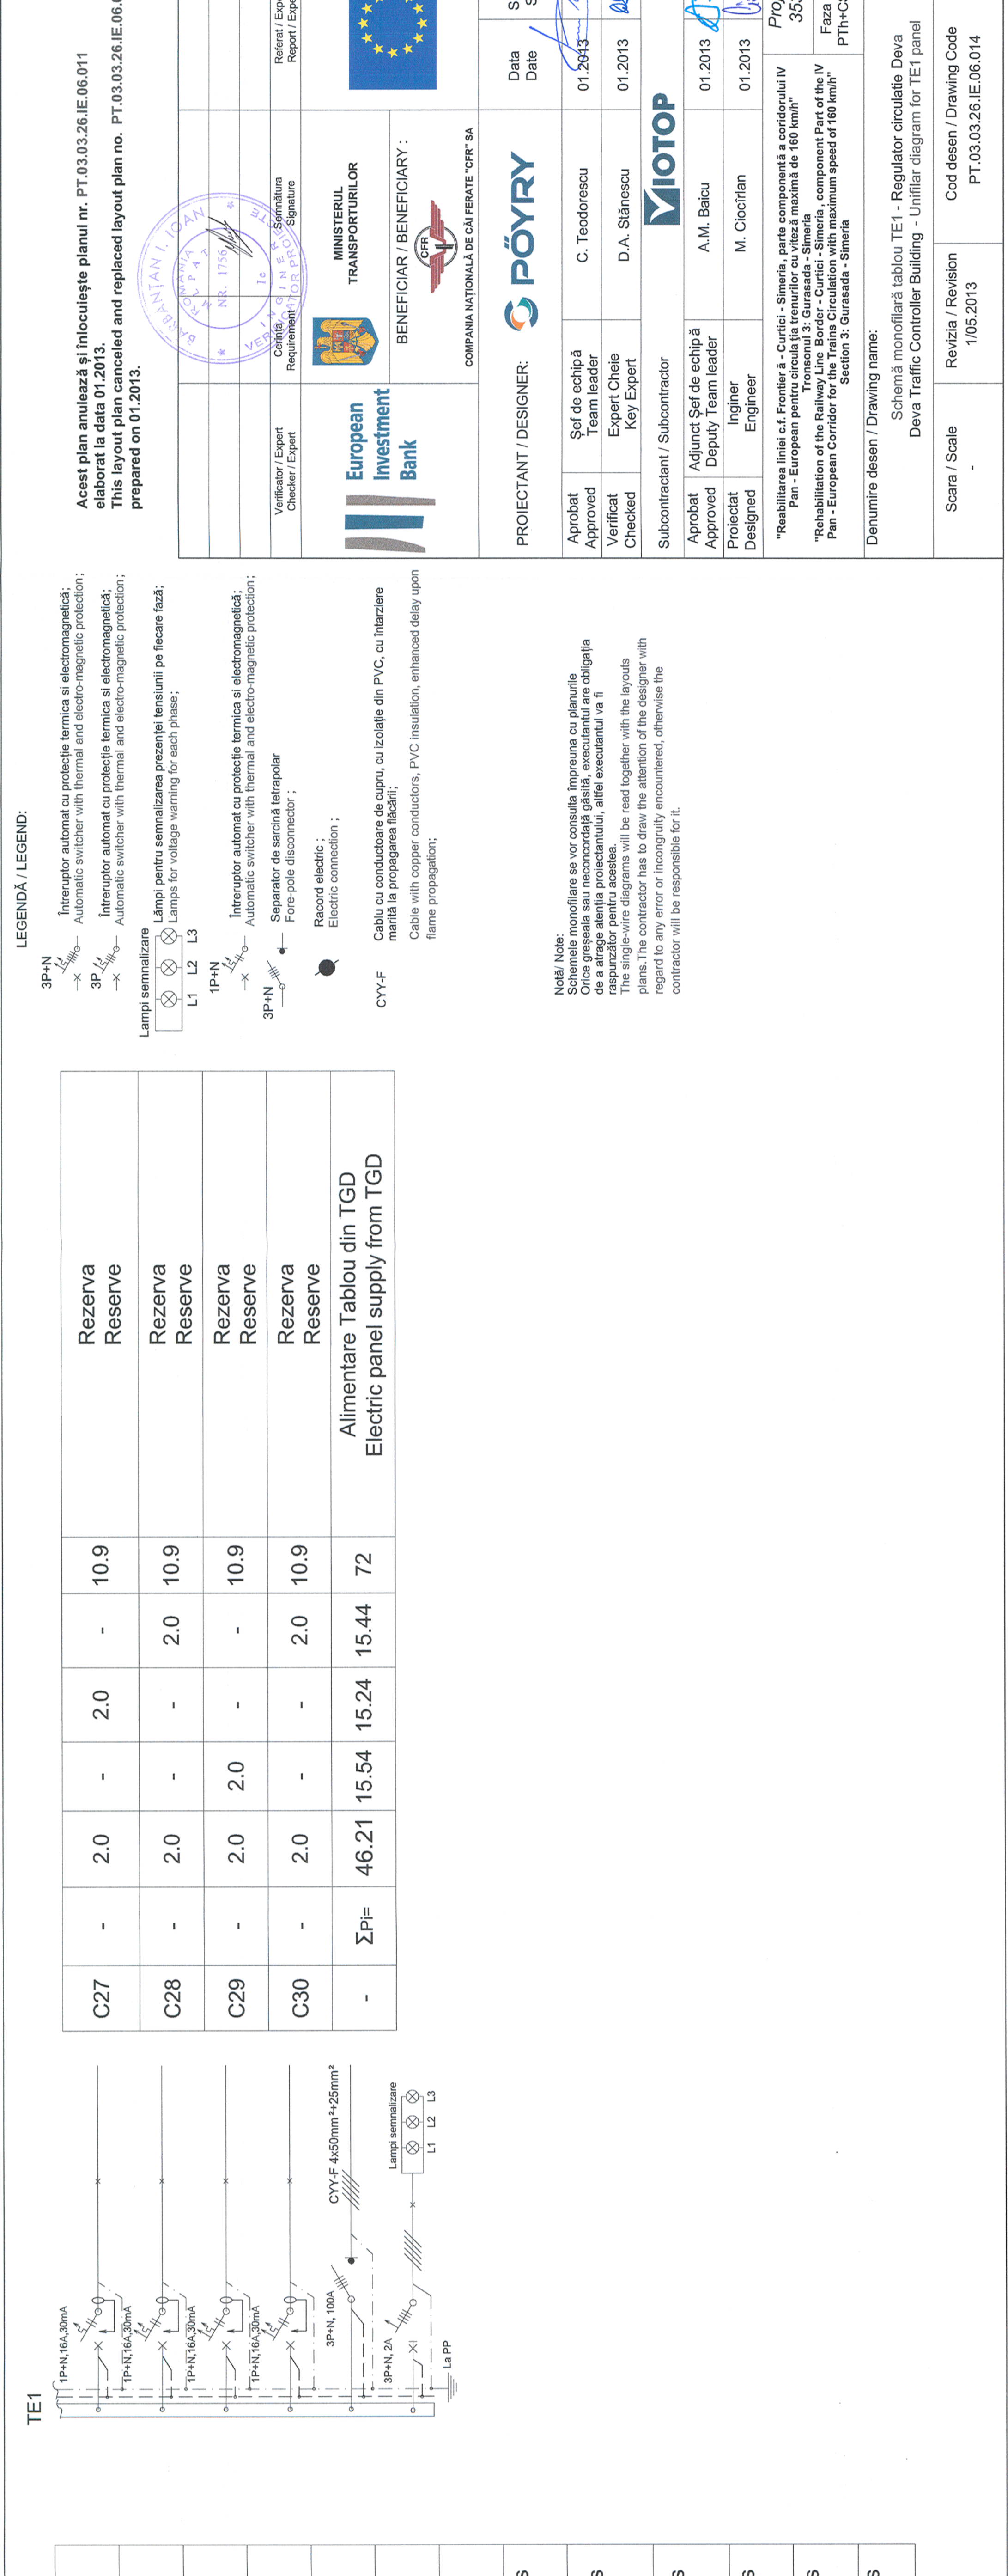 TE1
1P+N,16A,30mA
1P+N,16A,30mA
1P+N,16A,30mA
1P+N,16A,30mA
3P+N, 100A
CYY-F 4x50mm²+25mm²
3P+N, 2A
Lampi semnalizare
L1 L2 L3
La PP
C27 - 2.0 - 2.0 - 10.9 Rezerva
Reserve
C28 - 2.0 - - 2.0 10.9 Rezerva
Reserve
C29 - 2.0 2.0 - - 10.9 Rezerva
Reserve
C30 - 2.0 - - 2.0 10.9 Rezerva
Reserve
- ΣPi= 46.21 15.54 15.24 15.44 72 Alimentare Tablou din TGD
Electric panel supply from TGD
LEGENDĂ / LEGEND:
3P+N
Întreruptor automat cu protecție termica si electromagnetică;
Automatic switcher with thermal and electro-magnetic protection;
3P
Întreruptor automat cu protecție termica si electromagnetică;
Automatic switcher with thermal and electro-magnetic protection;
Lampi semnalizare
L1 L2 L3
Lămpi pentru semnalizarea prezenței tensiunii pe fiecare fază;
Lamps for voltage warning for each phase;
1P+N
Întreruptor automat cu protecție termica si electromagnetică;
Automatic switcher with thermal and electro-magnetic protection;
3P+N
Separator de sarcină tetrapolar
Fore-pole disconnector ;
Racord electric ;
Electric connection ;
CYY-F
Cablu cu conductoare de cupru, cu izolație din PVC, cu întarziere
marită la propagarea flăcării;
Cable with copper conductors, PVC insulation, enhanced delay upon
flame propagation;
Notă/ Note:
Schemele monofilare se vor consulta împreuna cu planurile
Orice greșeala sau neconcordață găsită, executantul are obligația
de a atrage atenția proiectantului, altfel executantul va fi
raspunzător pentru acestea.
The single-wire diagrams will be read together with the layouts
plans.The contractor has to draw the attention of the designer with
regard to any error or incongruity encountered, otherwise the
contractor will be responsible for it.
Acest plan anulează și înlocuiește planul nr. PT.03.03.26.IE.06.011
elaborat la data 01.2013.
This layout plan canceled and replaced layout plan no. PT.03.03.26.IE.06.0
prepared on 01.2013.
BARBANȚAN I. IOAN
ROMANIA
MLPAT
NR. 1756
Ie
Verificator / Expert
Checker / Expert
Cerința
Requirement
Semnătura
Signature
Referat / Expe
Report / Expe
European
Investment
Bank
MINISTERUL
TRANSPORTURILOR
BENEFICIAR / BENEFICIARY :
CFR
COMPANIA NAȚIONALĂ DE CĂI FERATE "CFR" SA
PROIECTANT / DESIGNER:
PÖYRY
Data
Date
Aprobat
Approved
Șef de echipă
Team leader
C. Teodorescu
01.2013
Verificat
Checked
Expert Cheie
Key Expert
D.A. Stănescu
01.2013
Subcontractant / Subcontractor
VIOTOP
Aprobat
Approved
Adjunct Șef de echipă
Deputy Team leader
A.M. Baicu
01.2013
Proiectat
Designed
Inginer
Engineer
M. Ciocîrlan
01.2013
"Reabilitarea liniei c.f. Frontieră - Curtici - Simeria, parte componentă a coridorului IV
Pan - European pentru circulația trenurilor cu viteză maximă de 160 km/h"
Tronsonul 3: Gurasada - Simeria
"Rehabilitation of the Railway Line Border - Curtici - Simeria , component Part of the IV
Pan - European Corridor for the Trains Circulation with maximum speed of 160 km/h"
Section 3: Gurasada - Simeria
Proj
353
Faza
PTh+CS
Denumire desen / Drawing name:
Schemă monofilară tablou TE1 - Regulator circulatie Deva
Deva Traffic Controller Building - Unifilar diagram for TE1 panel
Scara / Scale
-
Revizia / Revision
1/05.2013
Cod desen / Drawing Code
PT.03.03.26.IE.06.014